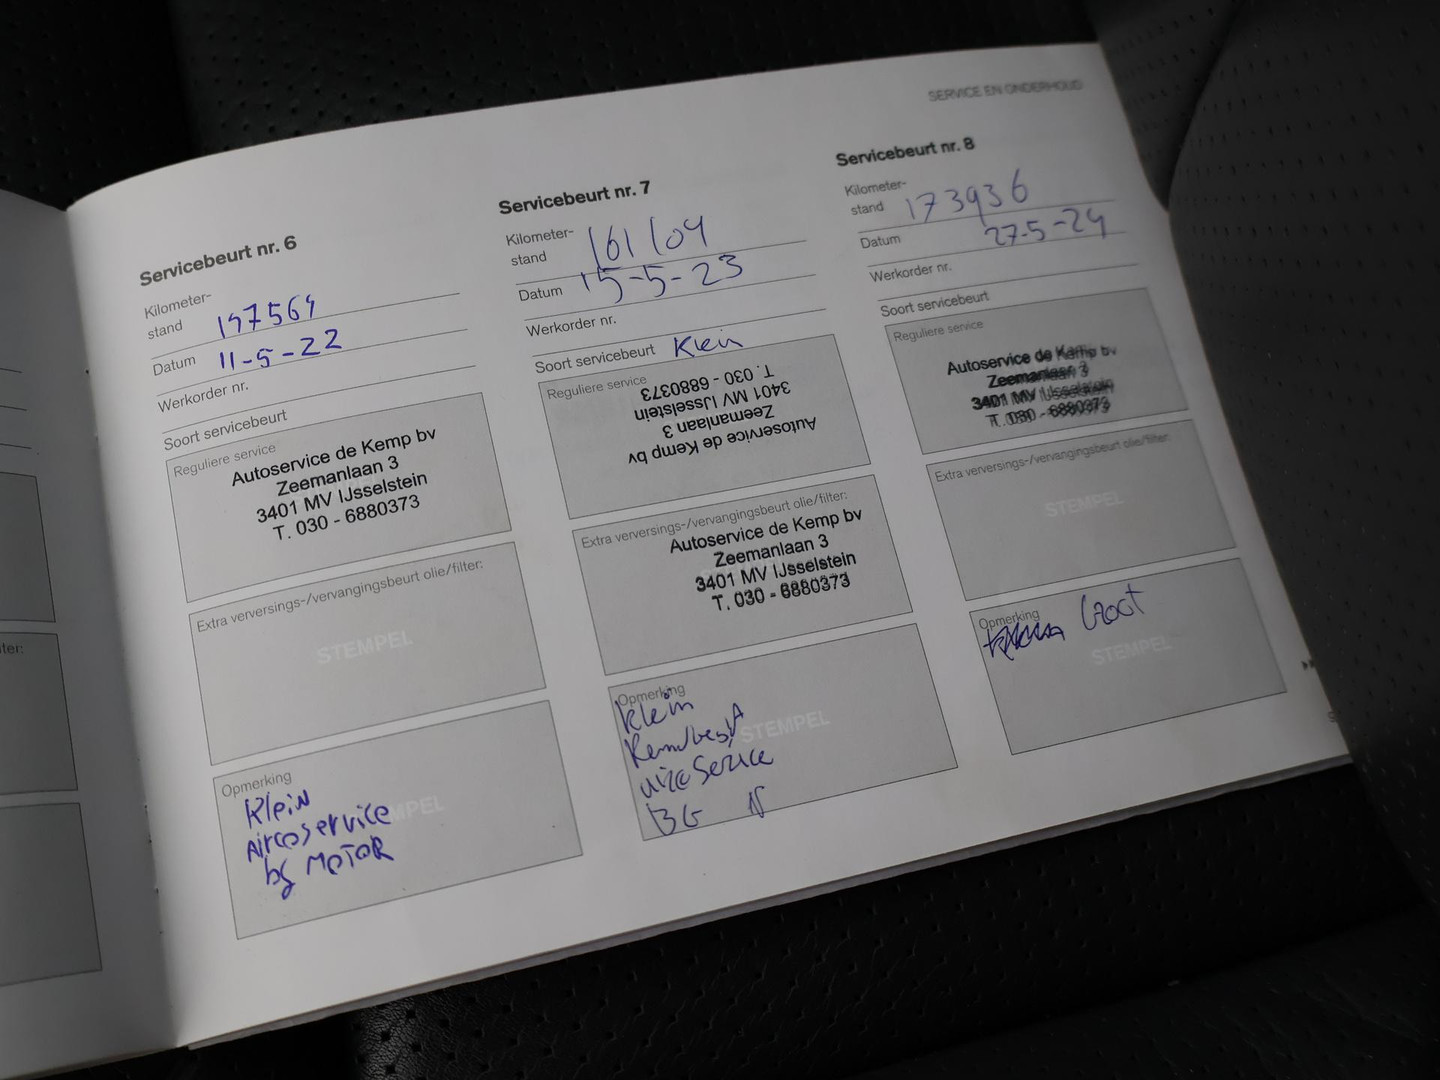 SERVICE EN ONDERHOUD
Servicebeurt nr. 6
Kilometer-
stand 147564
Datum 11-5-22
Werkorder nr.
Soort servicebeurt
Reguliere service
Autoservice de Kemp bv
Zeemanlaan 3
3401 MV IJsselstein
T. 030 - 6880373
Extra verversings-/vervangingsbeurt olie/filter:
STEMPEL
Opmerking
Klein
STEMPEL
Aircoservice
bg MOTOR
Servicebeurt nr. 7
Kilometer-
stand 161104
Datum 15-5-23
Werkorder nr.
Soort servicebeurt Klein
Reguliere service
Autoservice de Kemp bv
Zeemanlaan 3
3401 MV IJsselstein
T. 030 - 6880373
Extra verversings-/vervangingsbeurt olie/filter:
Autoservice de Kemp bv
Zeemanlaan 3
3401 MV IJsselstein
T. 030 - 6880373
Opmerking
Klein
STEMPEL
BG
Servicebeurt nr. 8
Kilometer-
stand 173936
Datum 27-5-24
Werkorder nr.
Soort servicebeurt
Reguliere service
Autoservice de Kemp bv
Zeemanlaan 3
3401 MV IJsselstein
T. 030 - 6880373
Extra verversings-/vervangingsbeurt olie/filter:
STEMPEL
Opmerking
Groot
STEMPEL